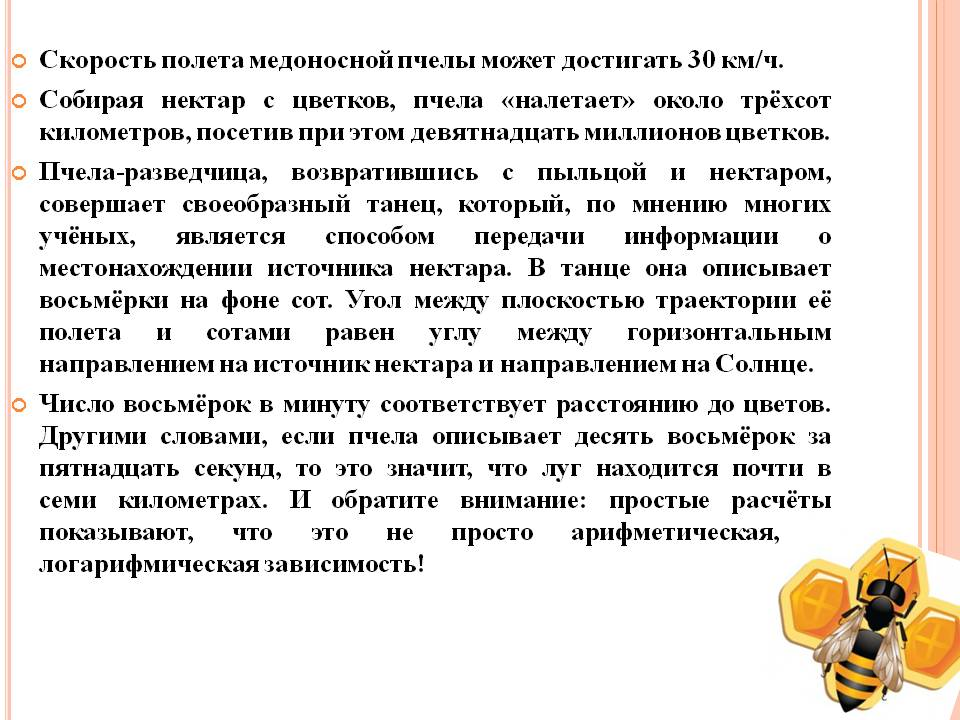 Скорость полета медоносной пчелы может достигать 30 км/ч.
Собирая нектар с цветков, пчела «налетает» около трёхсот
километров, посетив при этом девятнадцать миллионов цветков.
Пчела-разведчица, возвратившись с пыльцой и нектаром,
совершает своеобразный танец, который, по мнению многих
учёных, является способом передачи информации о
местонахождении источника нектара. В танце она описывает
восьмёрки на фоне сот. Угол между плоскостью траектории её
полета и сотами равен углу между горизонтальным
направлением на источник нектара и направлением на Солнце.
Число восьмёрок в минуту соответствует расстоянию до цветов.
Другими словами, если пчела описывает десять восьмёрок за
пятнадцать секунд, то это значит, что луг находится почти в
семи километрах. И обратите внимание: простые расчёты
показывают, что это не просто арифметическая,
логарифмическая зависимость!